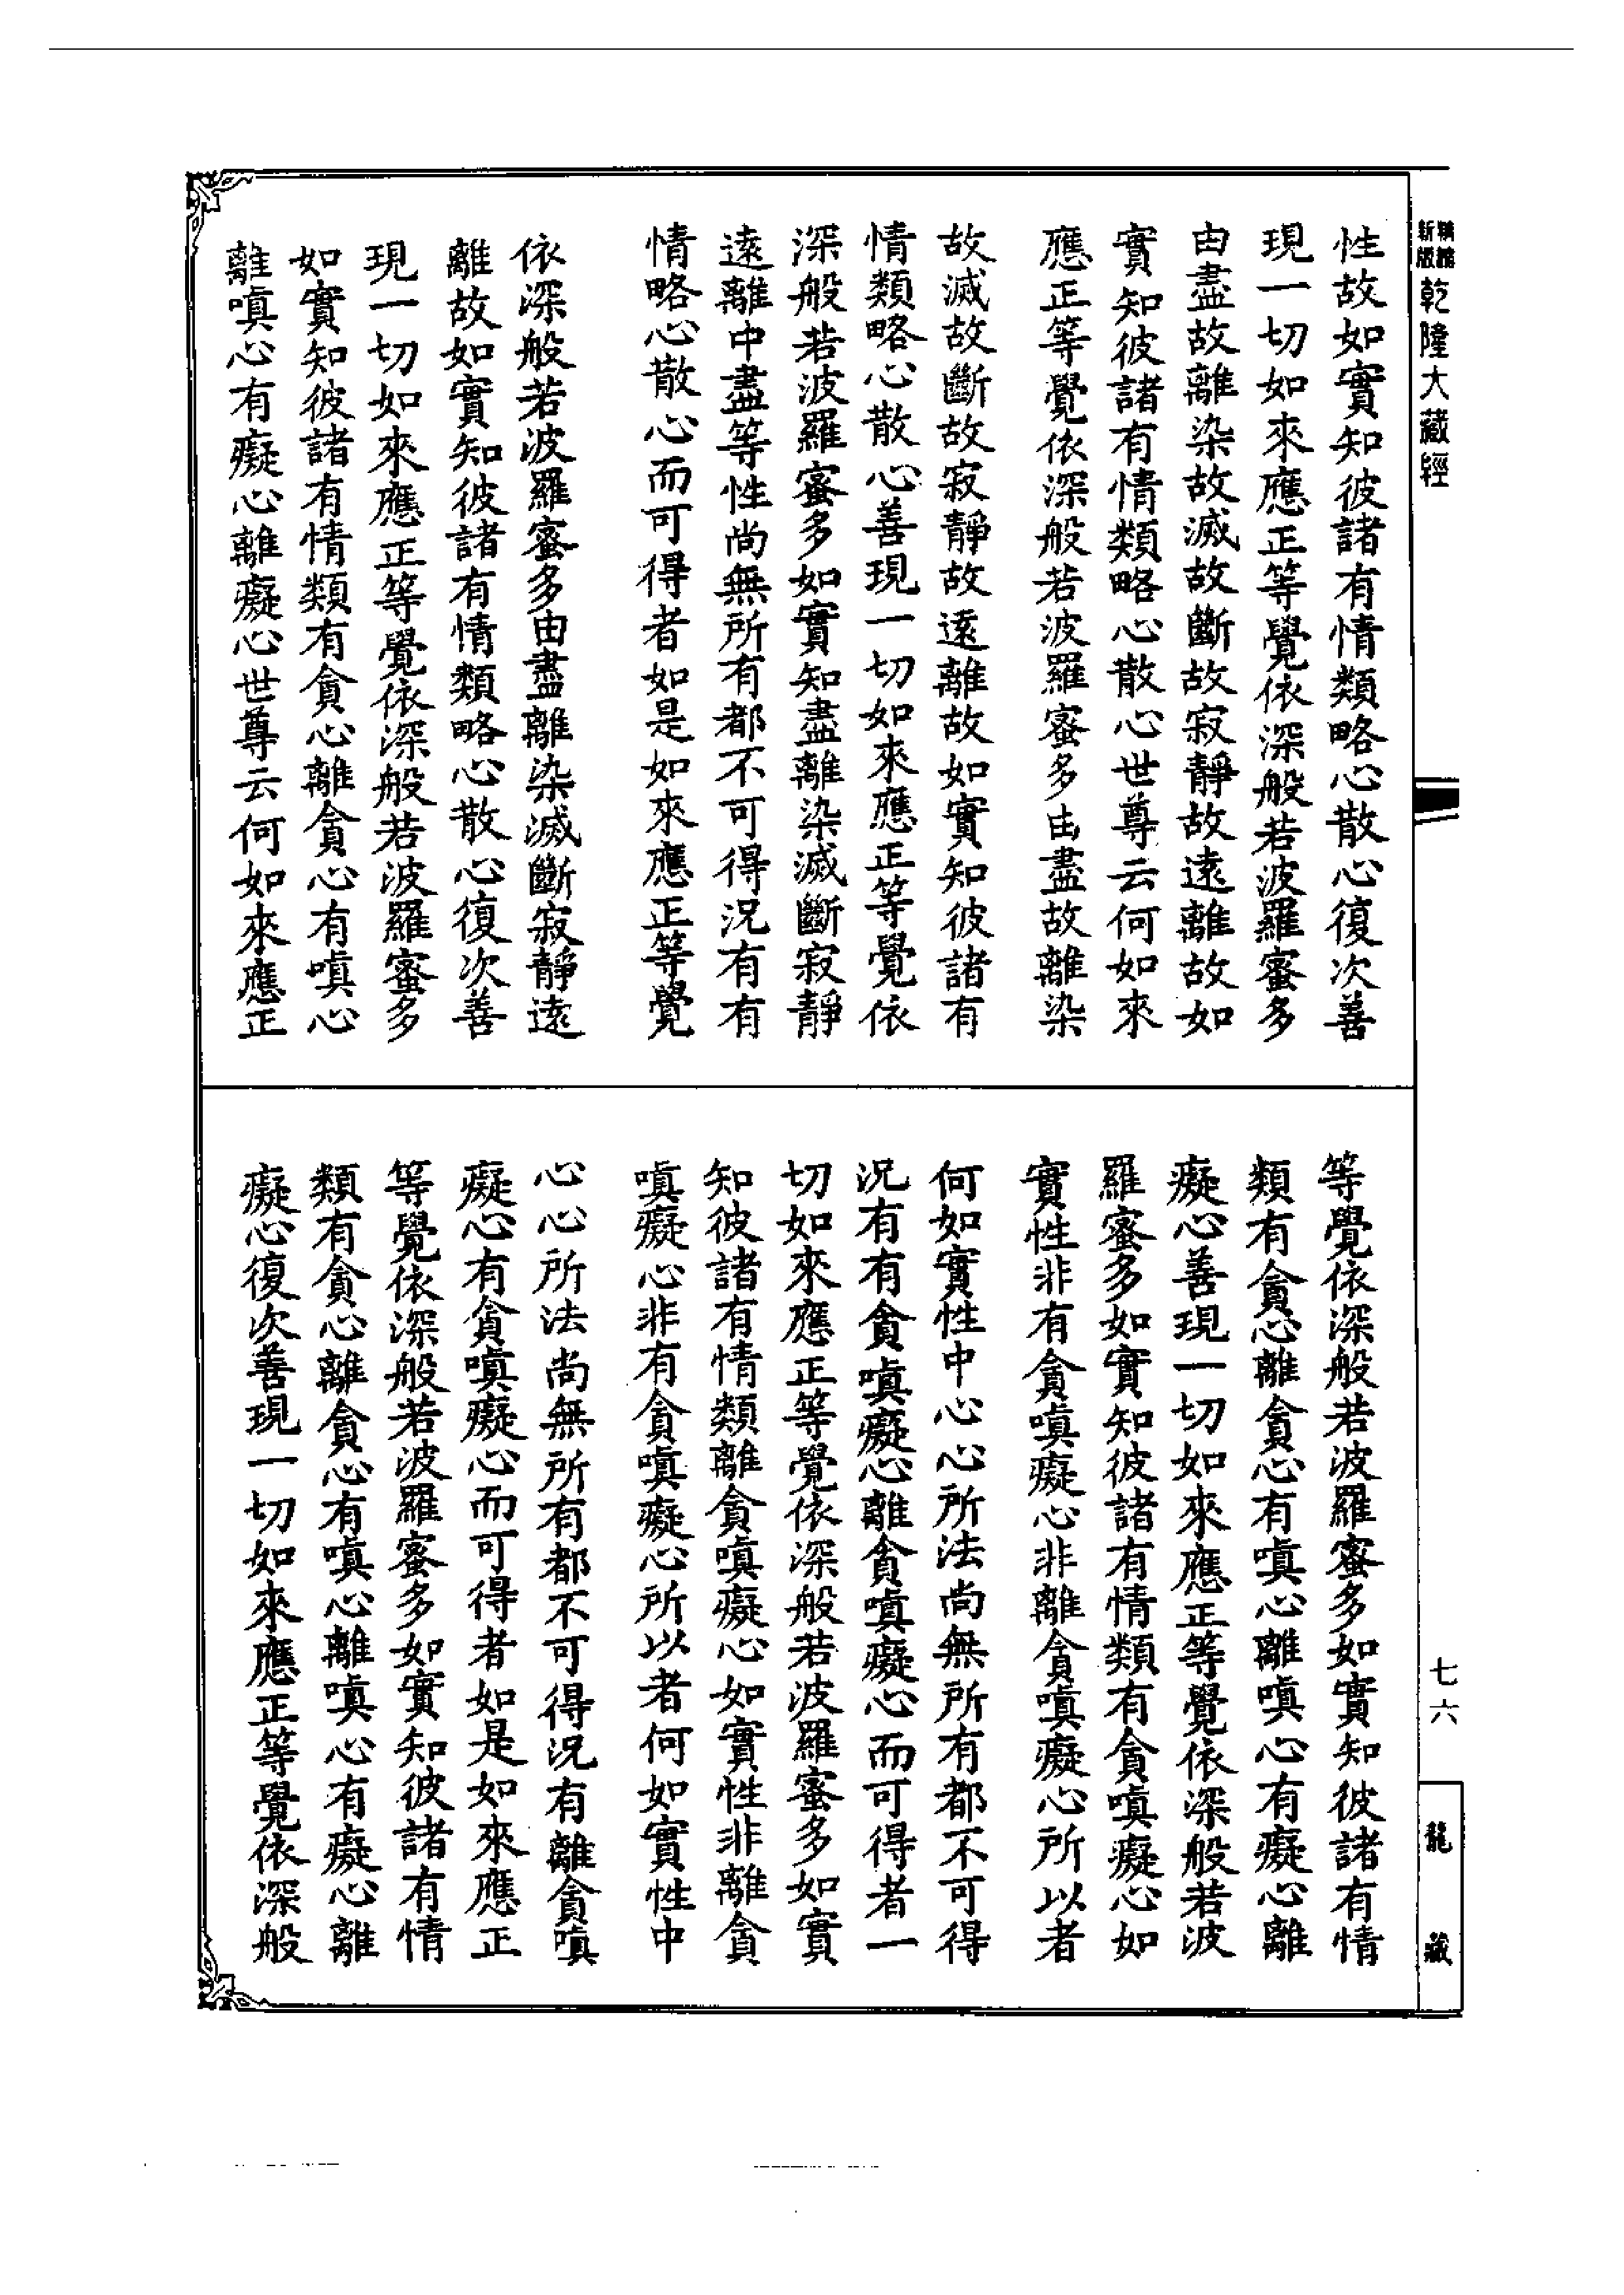 新版
乾隆大藏經
性故如實知彼諸有情類略心散心復次善
現一切如來應正等覺依深般若波羅蜜多
由盡故離染故滅故斷故寂靜故遠離故如
實知彼諸有情類略心散心世尊云何如來
應正等覺依深般若波羅蜜多由盡故離染
故滅故斷故寂靜故遠離故如實知彼諸有
情類略心散心善現一切如來應正等覺依
深般若波羅蜜多如實知盡離染滅斷寂靜
遠離中盡等性尚無所有都不可得況有有
情略心散心而可得者如是如來應正等覺
依深般若波羅蜜多由盡離染滅斷寂靜遠
離故如實知彼諸有情類略心散心復次善
現一切如來應正等覺依深般若波羅蜜多
如實知彼諸有情類有貪心離貪心有嗔心
離嗔心有癡心離癡心世尊云何如來應正
等覺依深般若波羅蜜多如實知彼諸有情
類有貪心離貪心有嗔心離嗔心有癡心離
癡心善現一切如來應正等覺依深般若波
羅蜜多如實知彼諸有情類有貪嗔癡心如
實性非有貪嗔癡心非離貪嗔癡心所以者
何如實性中心心所法尚無所有都不可得
況有有貪嗔癡心離貪嗔癡心而可得者一
切如來應正等覺依深般若波羅蜜多如實
知彼諸有情類離貪嗔癡心如實性非離貪
嗔癡心非有貪嗔癡心所以者何如實性中
心心所法尚無所有都不可得況有離貪嗔
癡心有貪嗔癡心而可得者如是如來應正
等覺依深般若波羅蜜多如實知彼諸有情
類有貪心離貪心有嗔心離嗔心有癡心離
癡心復次善現一切如來應正等覺依深般
七六
龍藏